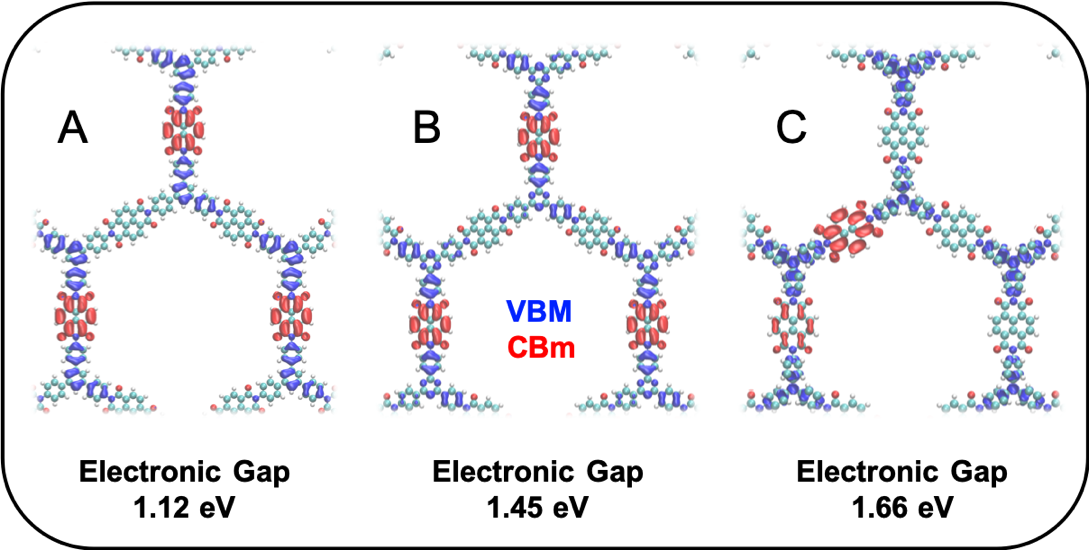 A
B
C
VBM
CBm
Electronic Gap
1.12 eV
Electronic Gap
1.45 eV
Electronic Gap
1.66 eV